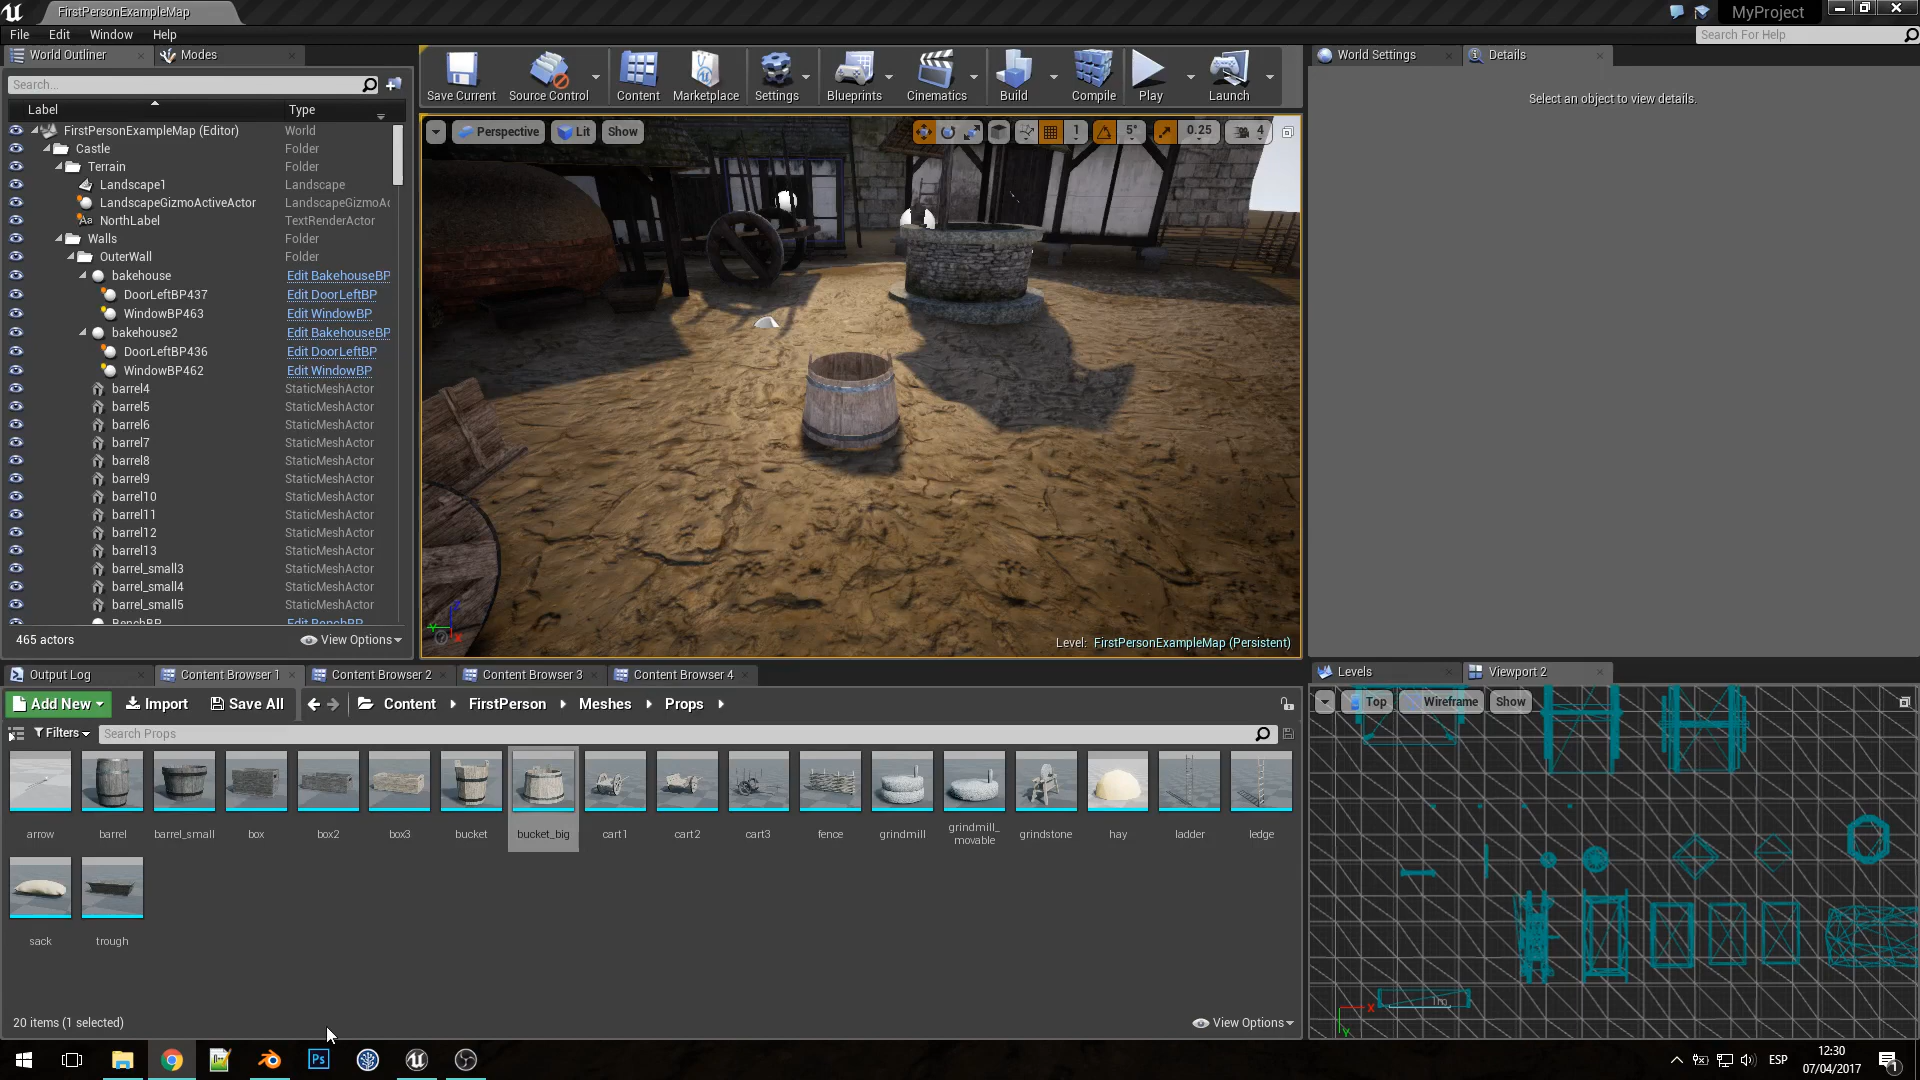 FirstPersonExampleMap
MyProject
File Edit Window Help
Search For Help
World Outliner
Modes
Search...
Label Type
FirstPersonExampleMap (Editor) World
Castle Folder
Terrain Folder
Landscape1 Landscape
LandscapeGizmoActiveActor LandscapeGizmoAc
NorthLabel TextRenderActor
Walls Folder
OuterWall Folder
bakehouse Edit BakehouseBP
DoorLeftBP437 Edit DoorLeftBP
WindowBP463 Edit WindowBP
bakehouse2 Edit BakehouseBP
DoorLeftBP436 Edit DoorLeftBP
WindowBP462 Edit WindowBP
barrel4 StaticMeshActor
barrel5 StaticMeshActor
barrel6 StaticMeshActor
barrel7 StaticMeshActor
barrel8 StaticMeshActor
barrel9 StaticMeshActor
barrel10 StaticMeshActor
barrel11 StaticMeshActor
barrel12 StaticMeshActor
barrel13 StaticMeshActor
barrel_small3 StaticMeshActor
barrel_small4 StaticMeshActor
barrel_small5 StaticMeshActor
BenchBP Edit BenchBP
465 actors
View Options
Save Current Source Control Content Marketplace Settings Blueprints Cinematics Build Compile Play Launch
Perspective Lit Show
1 5° 0.25 4
Level: FirstPersonExampleMap (Persistent)
World Settings
Details
Select an object to view details.
Output Log Content Browser 1 Content Browser 2 Content Browser 3 Content Browser 4
Add New Import Save All Content FirstPerson Meshes Props
Filters Search Props
arrow barrel barrel_small box box2 box3 bucket bucket_big cart1 cart2 cart3 fence grindmill grindmill_movable grindstone hay ladder ledge
sack trough
20 items (1 selected)
View Options
Levels Viewport 2
Top Wireframe Show
1m
X
Y
Ps
ESP
12:30
07/04/2017
1